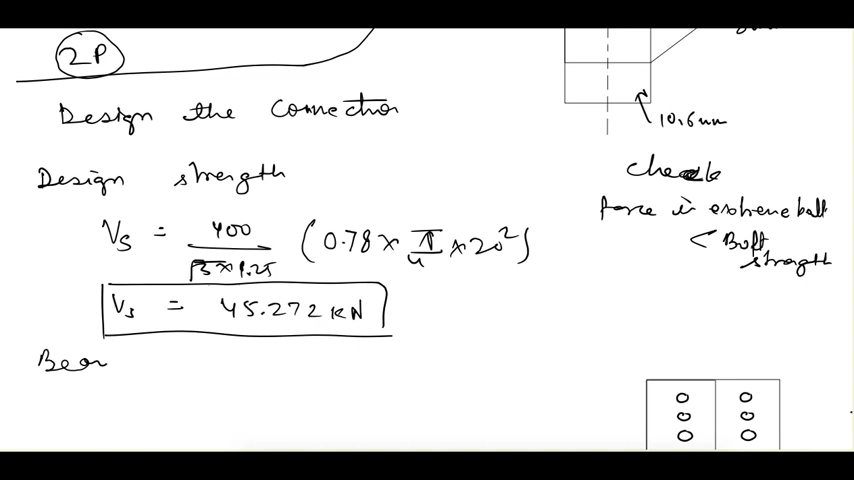 2P
Design the Connection
10.6mm
Design strength
Check
force in extreme bolt
< Bolt
strength
Vs = 400 / √3×1.25 (0.78 × π/4 × 20²)
Vs = 45.272 kN
Bear